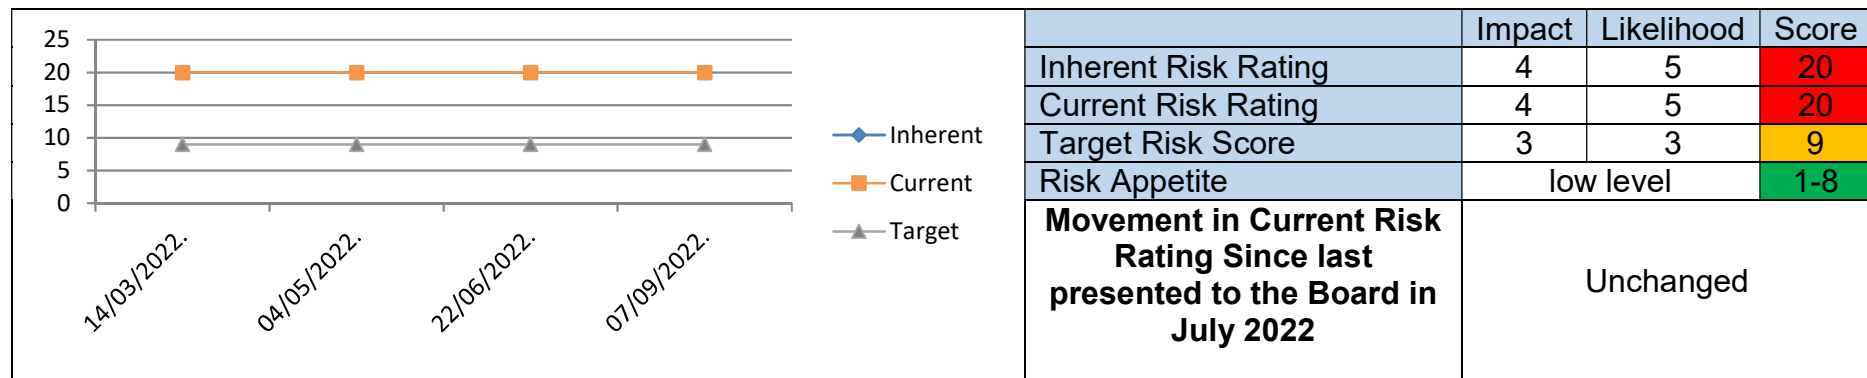 25
20
15
10
5
0
14/03/2022.
04/05/2022.
22/06/2022.
07/09/2022.
Inherent
Current
Target
Impact Likelihood Score
Inherent Risk Rating 4 5 20
Current Risk Rating 4 5 20
Target Risk Score 3 3 9
Risk Appetite low level 1-8
Movement in Current Risk
Rating Since last
presented to the Board in
July 2022
Unchanged